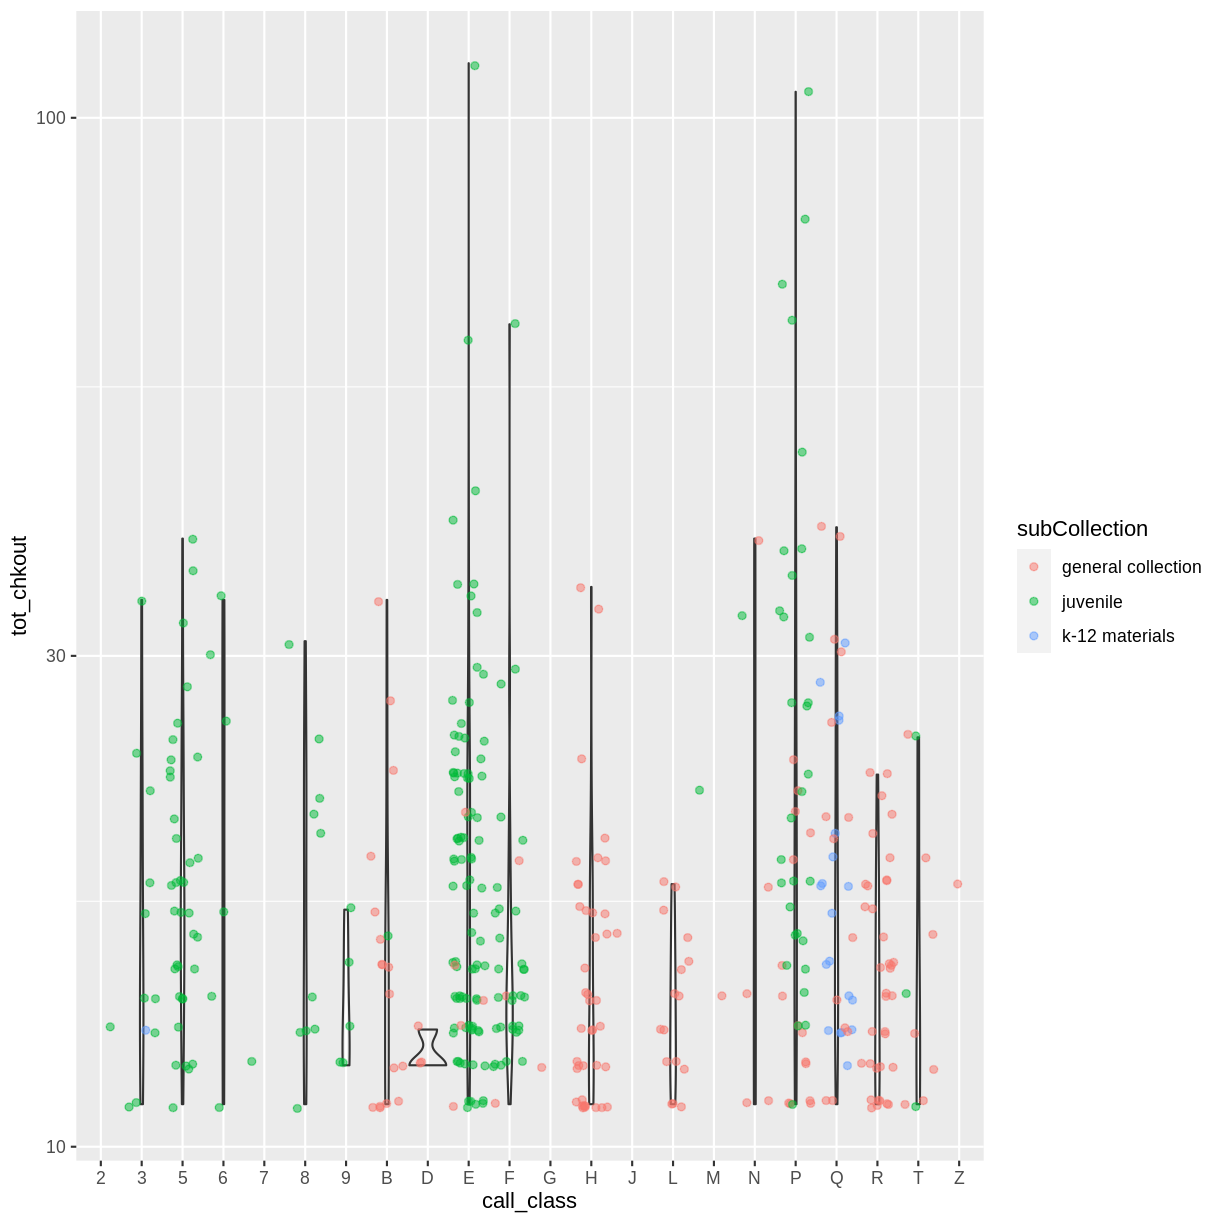 100
30
10
tot_chkout
2 3 5 6 7 8 9 B D E F G H J L M N P Q R T Z
call_class
subCollection
general collection
juvenile
k-12 materials